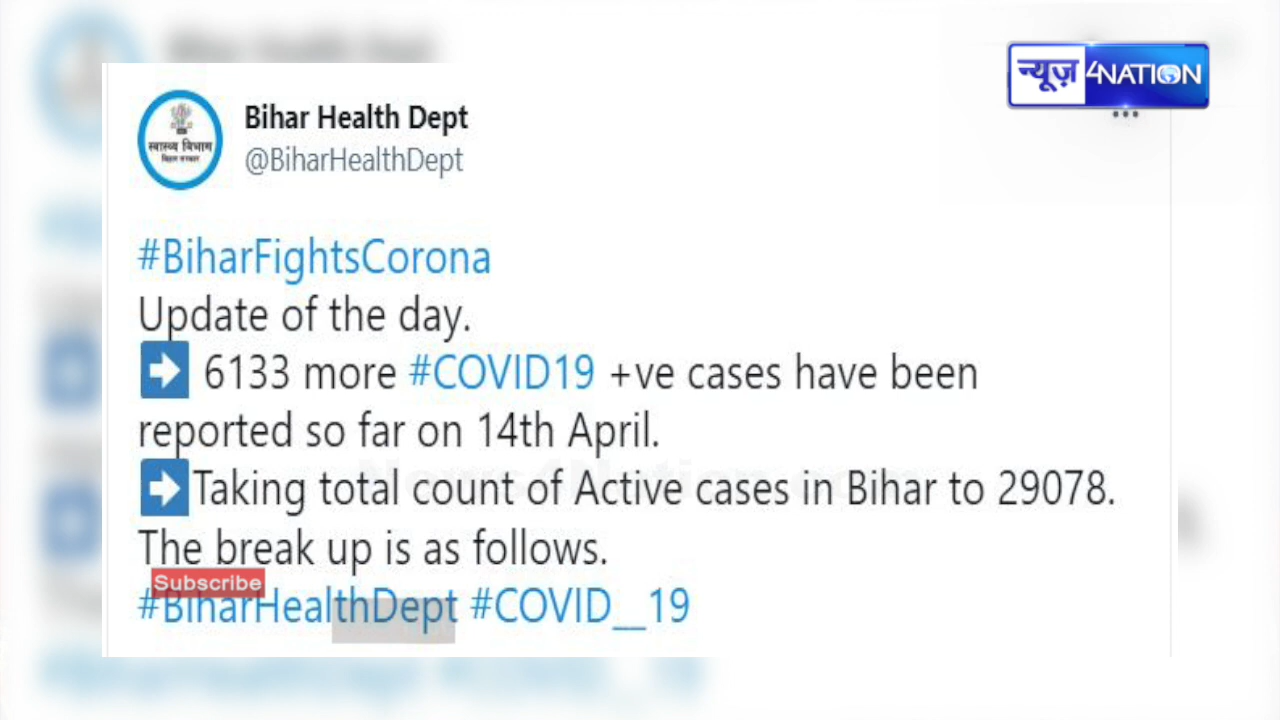 न्यूज़ 4NATION
स्वास्थ्य विभाग
बिहार सरकार
Bihar Health Dept
@BiharHealthDept
#BiharFightsCorona
Update of the day.
➡ 6133 more #COVID19 +ve cases have been
reported so far on 14th April.
➡Taking total count of Active cases in Bihar to 29078.
The break up is as follows.
Subscribe
#BiharHealthDept #COVID__19